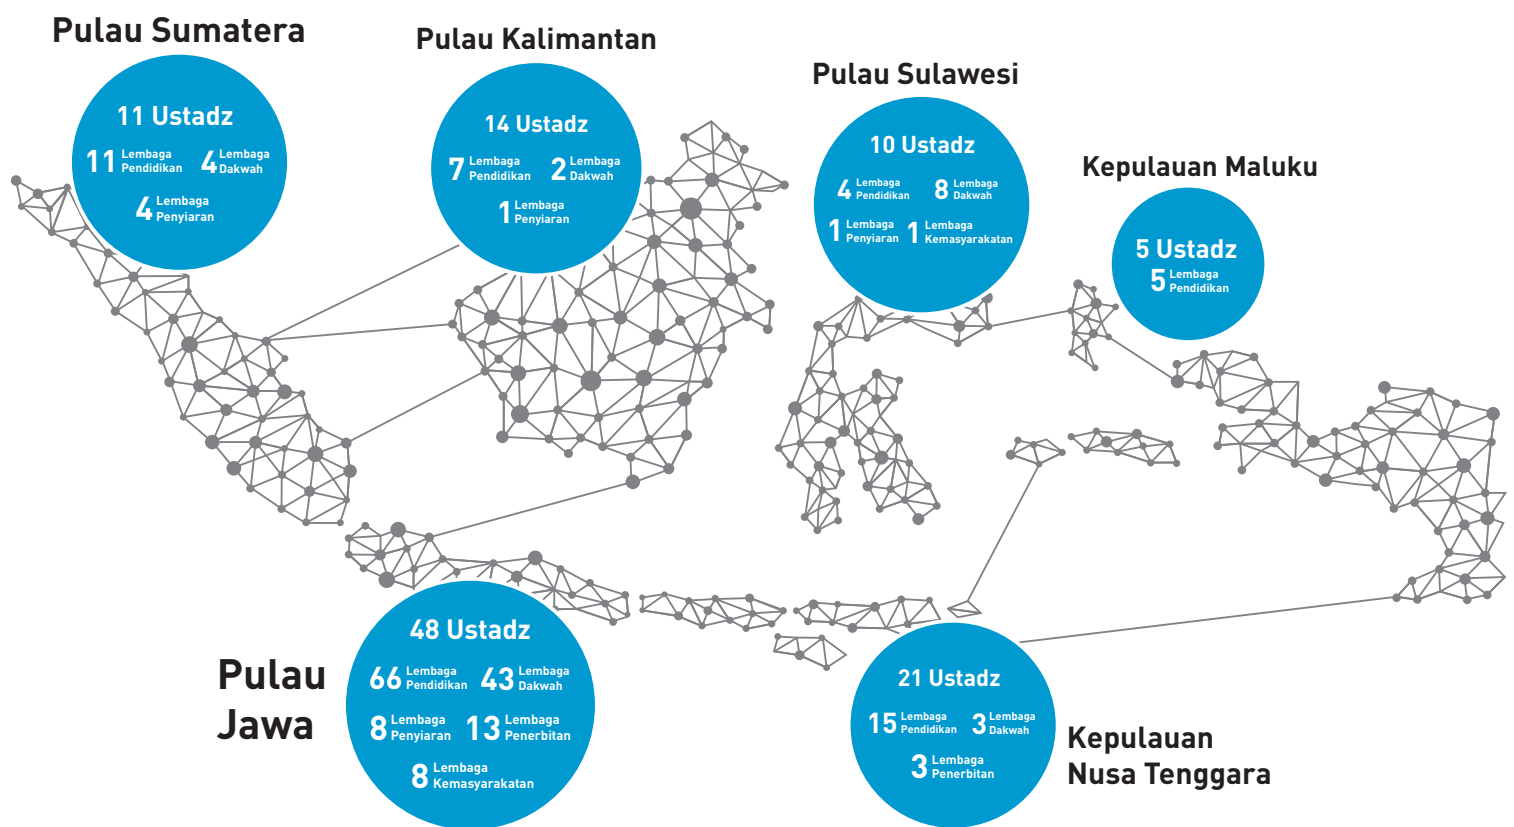 Pulau Sumatera
11 Ustadz
11 Lembaga Pendidikan 4 Lembaga Dakwah
4 Lembaga Penyiaran
Pulau Kalimantan
14 Ustadz
7 Lembaga Pendidikan 2 Lembaga Dakwah
1 Lembaga Penyiaran
Pulau Sulawesi
10 Ustadz
4 Lembaga Pendidikan 8 Lembaga Dakwah
1 Lembaga Penyiaran 1 Lembaga Kemasyarakatan
Kepulauan Maluku
5 Ustadz
5 Lembaga Pendidikan
Pulau
Jawa
48 Ustadz
66 Lembaga Pendidikan 43 Lembaga Dakwah
8 Lembaga Penyiaran 13 Lembaga Penerbitan
8 Lembaga Kemasyarakatan
21 Ustadz
15 Lembaga Pendidikan 3 Lembaga Dakwah
3 Lembaga Penerbitan
Kepulauan
Nusa Tenggara